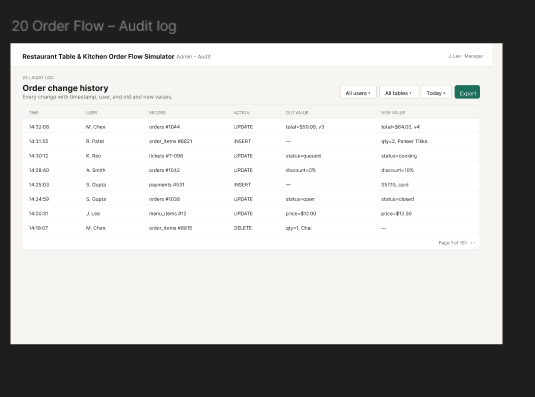 20 Order Flow – Audit log
Restaurant Table & Kitchen Order Flow Simulator Admin – Audit
J. Lee · Manager
20 | AUDIT LOG
Order change history
Every change with timestamp, user, and old and new values.
All users All tables Today Export
TIME USER RECORD ACTION OLD VALUE NEW VALUE
14:32:08 M. Chen orders #1044 UPDATE total=$50.00, v3 total=$64.00, v4
14:31:55 R. Patel order_items #8821 INSERT — qty=2, Paneer Tikka
14:30:12 K. Rao tickets #T-098 UPDATE status=queued status=cooking
14:28:40 A. Smith orders #1042 UPDATE discount=0% discount=10%
14:25:03 S. Gupta payments #531 INSERT — $57.15, card
14:24:59 S. Gupta orders #1038 UPDATE status=open status=closed
14:20:31 J. Lee menu_items #12 UPDATE price=$12.00 price=$12.50
14:18:07 M. Chen order_items #8815 DELETE qty=1, Chai —
Page 1 of 161